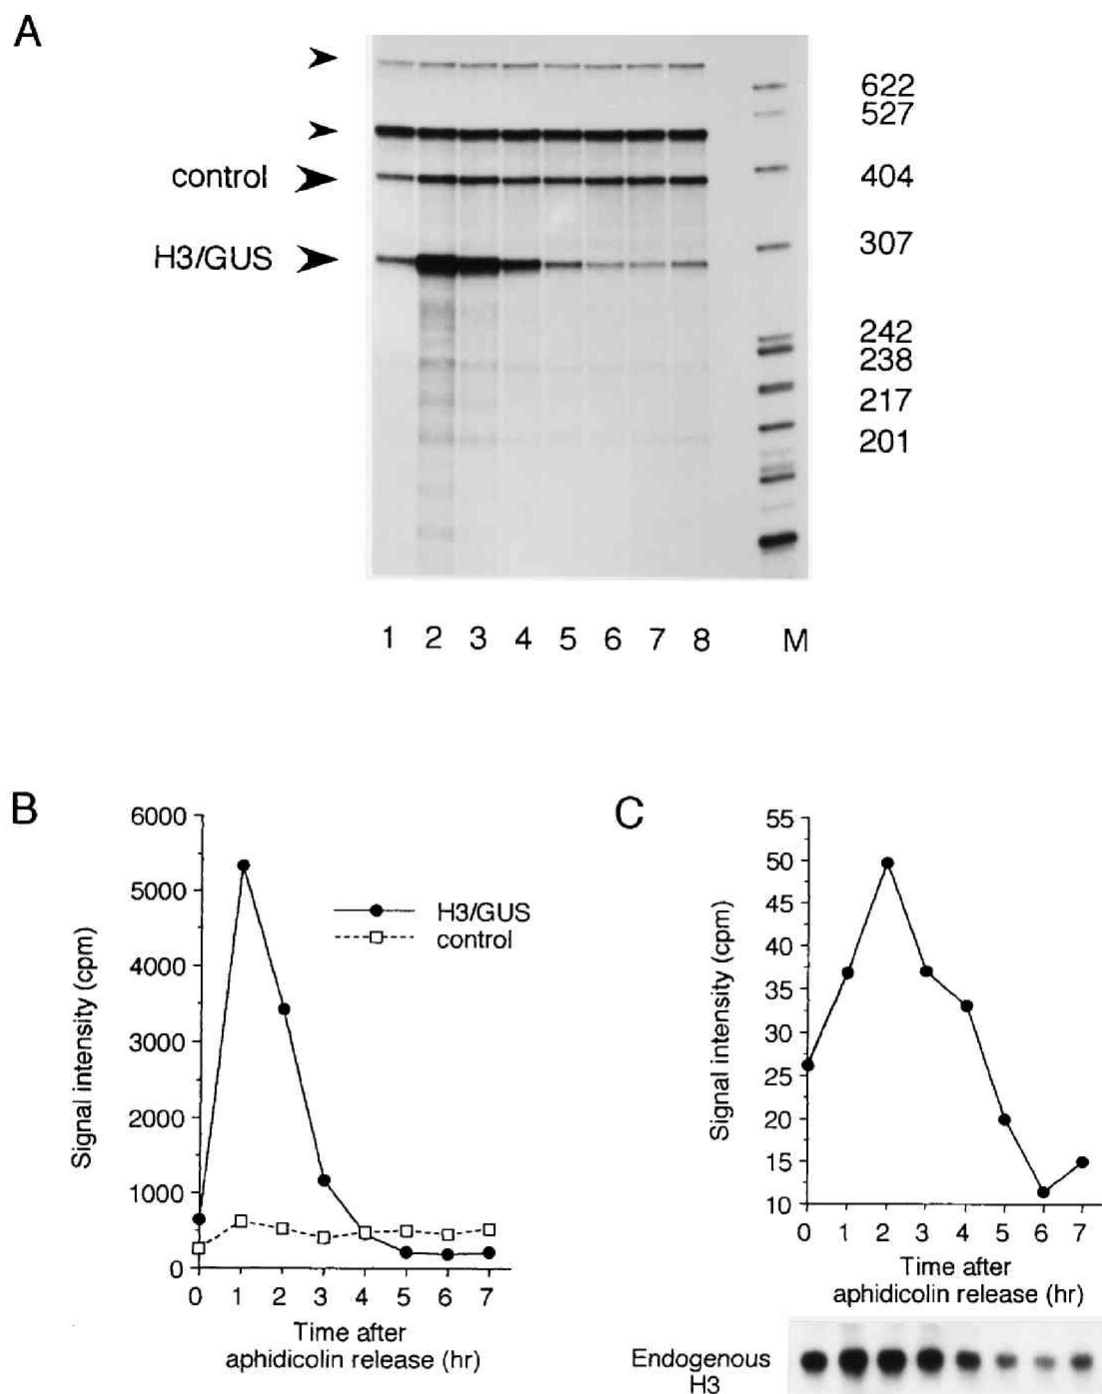 A
control
H3/GUS
622
527
404
307
242
238
217
201
1 2 3 4 5 6 7 8 M
B
6000
5000
4000
3000
2000
1000
0
Signal intensity (cpm)
H3/GUS
control
0 1 2 3 4 5 6 7
Time after
aphidicolin release (hr)
C
55
50
45
40
35
30
25
20
15
10
Signal intensity (cpm)
0 1 2 3 4 5 6 7
Time after
aphidicolin release (hr)
Endogenous
H3